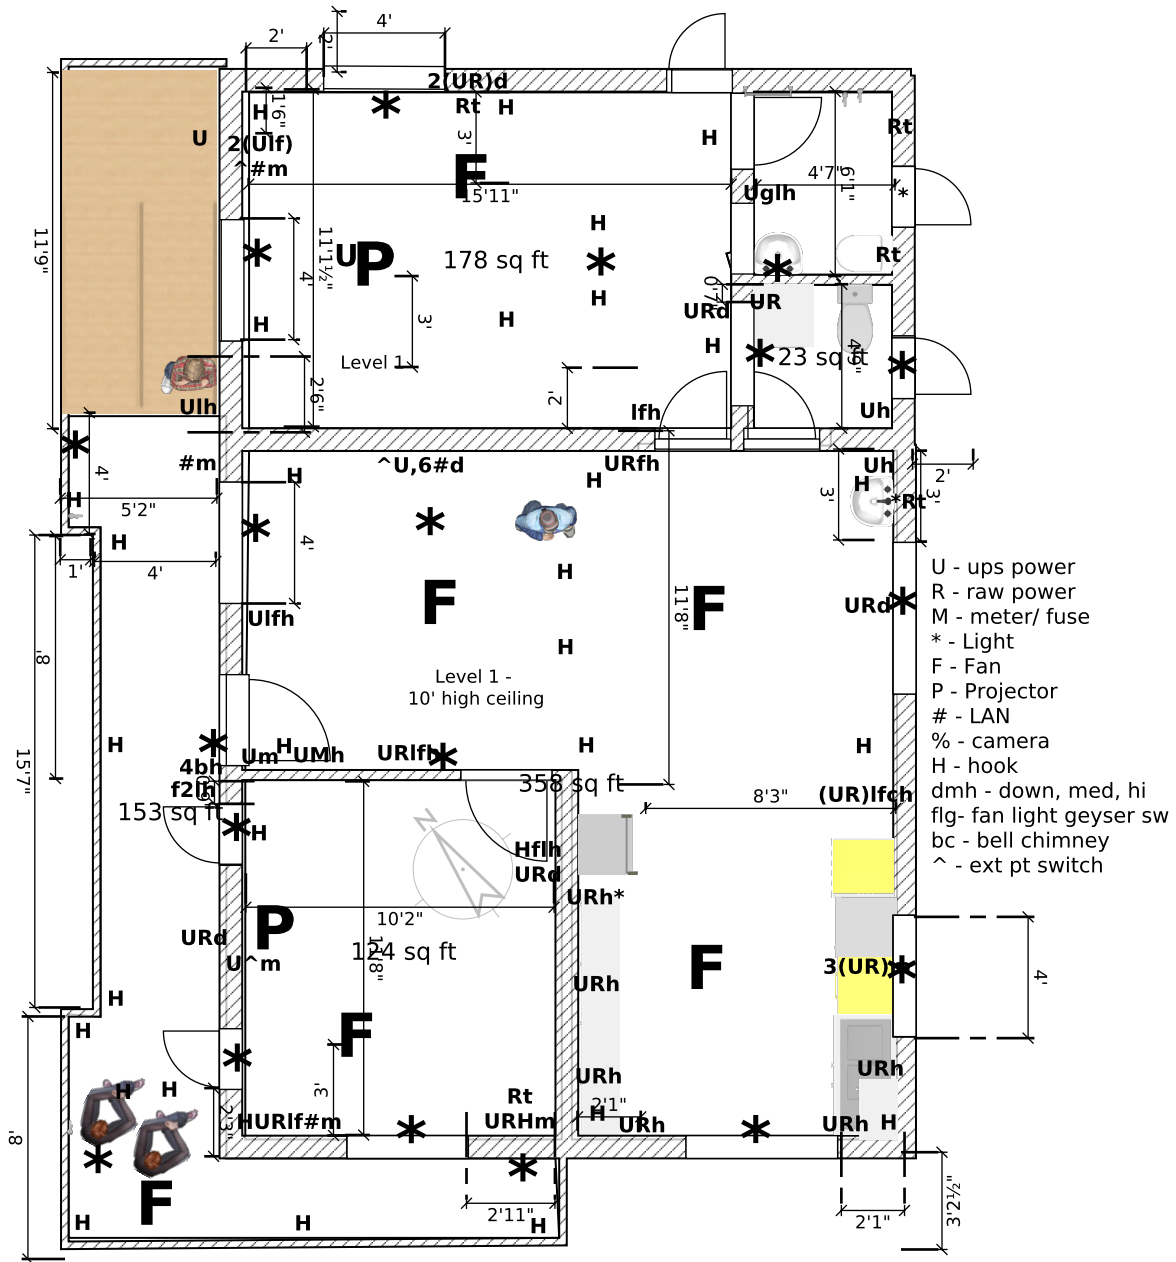 4'
2'
2'
2(UR)d
Rt
H
H
1'6"
3'
H
Rt
U
2(Ulf)
^#m
F
15'11"
4'7"
6'1"
Uglh
*
*
H
11'9"
11'1½"
4'
U
P
178 sq ft
*
*
*
Rt
H
0'7"
UR
URd
H
H
3'
H
Level 1
*
23 sq ft
*
2'6"
2'
Ulh
lfh
Uh
*
4'
#m
^U,6#d
URfh
Uh
2'
H
H
H
3'
*Rt
3'
H
5'2"
*
*
4'
H
1'
4'
H
F
F
11'8"
URd
*
Ulfh
H
8'
Level 1 -
10' high ceiling
U - ups power
R - raw power
M - meter/ fuse
* - Light
F - Fan
P - Projector
# - LAN
% - camera
H - hook
dmh - down, med, hi
flg- fan light geyser sw
bc - bell chimney
^ - ext pt switch
15'7"
H
*
Um
H
UMh
URlfh
*
H
H
4bh
f2lh
358 sq ft
8'3"
(UR)lfch
153 sq ft
*
H
Hflh
URd
N
URh*
P
10'2"
124 sq ft
URd
U^m
F
3(UR)
*
4'
URh
H
H
F
*
3'
H
H
URh
URh
2'1"
H
Rt
URHm
HURlf#m
2'3"
*
URh
*
URh
H
8'
*
*
F
H
H
2'11"
H
2'1"
3'2½"